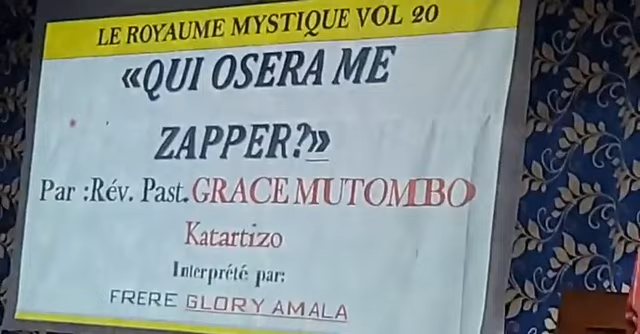 LE ROYAUME MYSTIQUE VOL 20
«QUI OSERA ME
ZAPPER?»
Par :Rév. Past. GRACE MUTOMBO
Katartizo
Interprété par:
FRERE GLORY AMALA